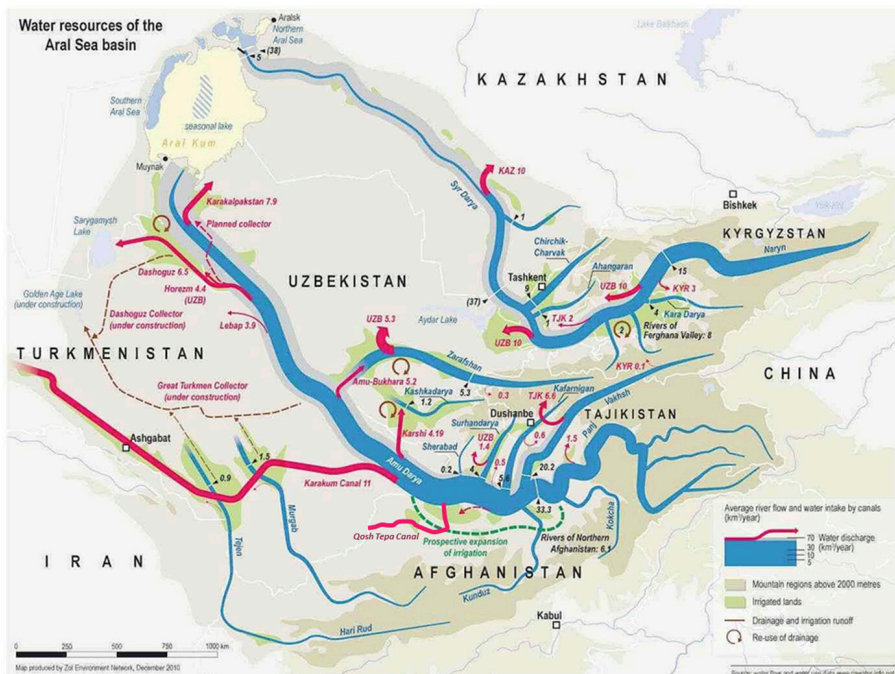 Water resources of the
Aral Sea basin
Aralsk
Northern
Aral Sea
(38)
5
Lake Balkhash
KAZAKHSTAN
Southern
Aral Sea
seasonal lake
Aral Kum
Muynak
KAZ 10
Syr Darya
1
Bishkek
Karakalpakstan 7.9
Planned collector
Sarygamysh
Lake
KYRGYZSTAN
Naryn
Chirchik-
Charvak
Ahangaran
Tashkent
15
UZBEKISTAN
Dashoguz 6.5
Horezm 4.4
(UZB)
9
UZB 10
KYR 3
Golden Age Lake
(under construction)
(37)
TJK 2
4
Kara Darya
Dashoguz Collector
(under construction)
UZB 5.3
Aydar Lake
1
2
Rivers of
Ferghana Valley: 8
Lebap 3.9
UZB 10
TURKMENISTAN
Zarafshan
KYR 0.1
CHINA
Amu-Bukhara 5.2
5.3
Kafarnigan
Great Turkmen Collector
(under construction)
Kashkadarya
0.3
TJK 6.6
Vakhsh
1.2
Dushanbe
TAJIKISTAN
Surhandarya
Ashgabat
Karshi 4.19
UZB
1.4
0.6
1.5
Panj
Sherabad
0.5
1.5
Amu Darya
0.2
4
5.6
20.2
0.9
Karakum Canal 11
33.3
Kokcha
Average river flow and water intake by canals
(km³/year)
Murgab
Qosh Tepa Canal
70
Water discharge
30
(km³/year)
10
5
Tejen
Prospective expansion
of irrigation
Rivers of Northern
Afghanistan: 6.1
IRAN
AFGHANISTAN
Mountain regions above 2000 metres
Kunduz
Irrigated lands
Kabul
Drainage and irrigation runoff
Hari Rud
Re-use of drainage
0 250 500 750 1000 km
Map produced by Zoï Environment Network, December 2010